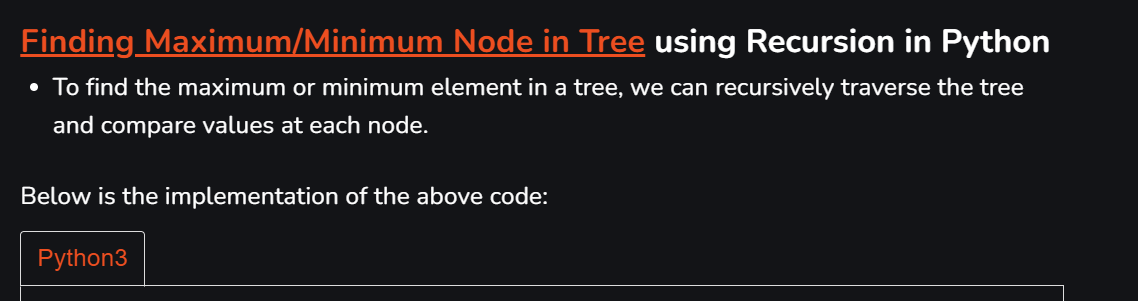 Finding Maximum/Minimum Node in Tree using Recursion in Python
• To find the maximum or minimum element in a tree, we can recursively traverse the tree
and compare values at each node.
Below is the implementation of the above code:
Python3